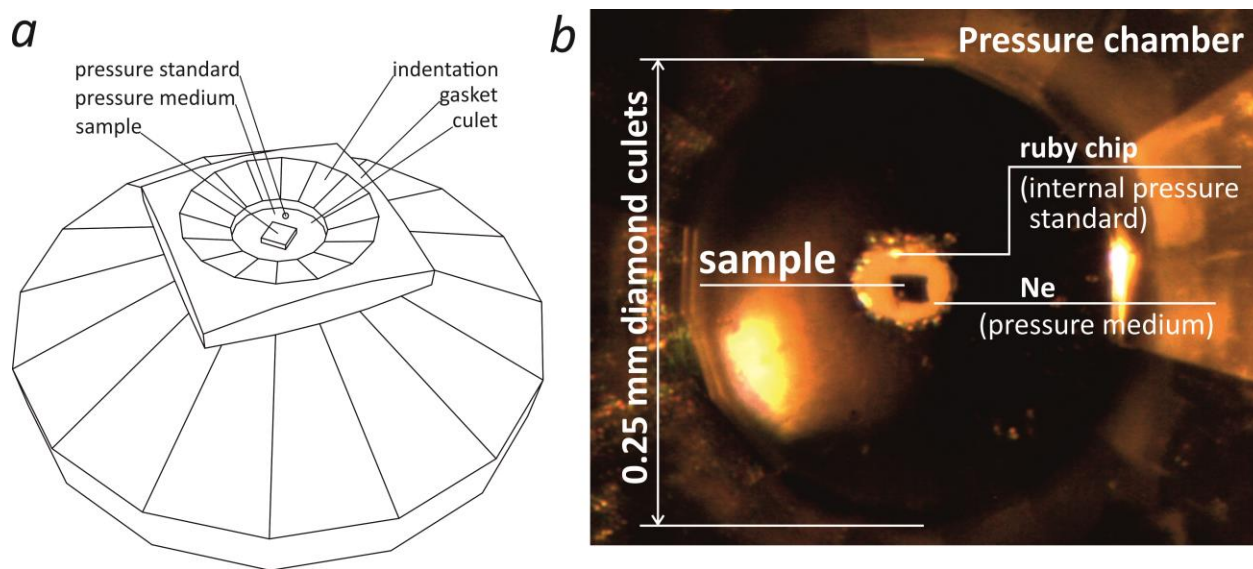 a
pressure standard
pressure medium
sample
indentation
gasket
culet
b
Pressure chamber
0.25 mm diamond culets
ruby chip
(internal pressure
standard)
sample
Ne
(pressure medium)